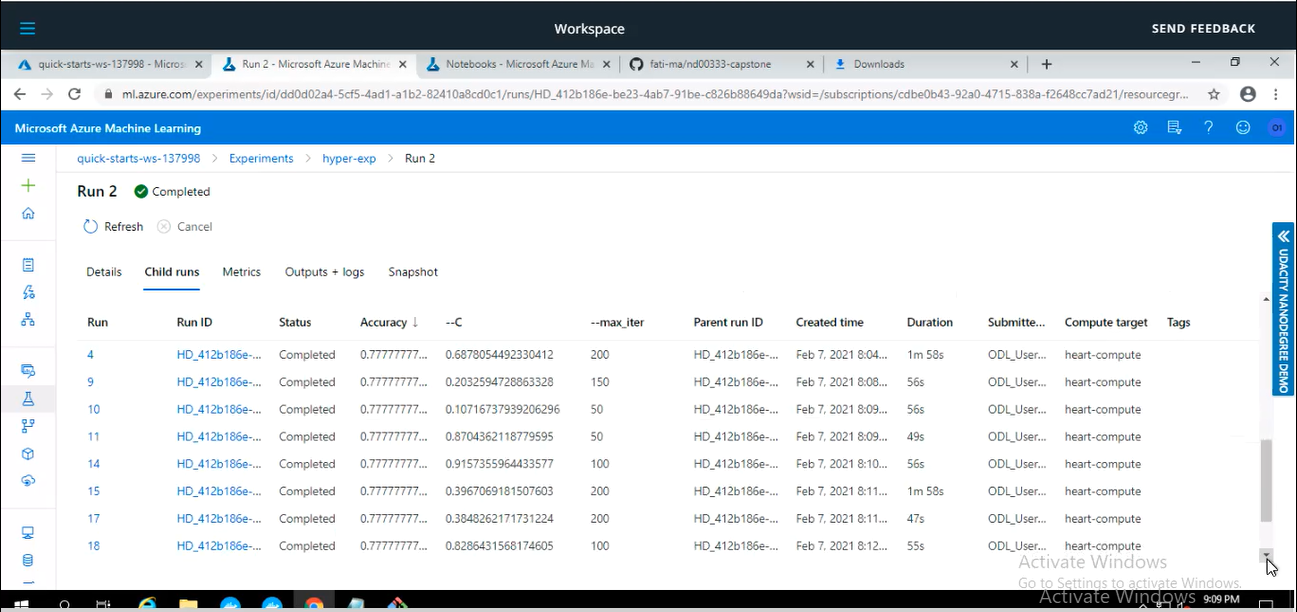 Workspace
SEND FEEDBACK
quick-starts-ws-137998 - Micros
Run 2 - Microsoft Azure Machine
Notebooks - Microsoft Azure Ma
fati-ma/nd00333-capstone
Downloads
ml.azure.com/experiments/id/dd0d02a4-5cf5-4ad1-a1b2-82410a8cd0c1/runs/HD_412b186e-be23-4ab7-91be-c826b88649da?wsid=/subscriptions/cdbe0b43-92a0-4715-838a-f2648cc7ad21/resourcegr...
Microsoft Azure Machine Learning
quick-starts-ws-137998 > Experiments > hyper-exp > Run 2
Run 2 Completed
Refresh Cancel
Details Child runs Metrics Outputs + logs Snapshot
Run Run ID Status Accuracy ↓ --C --max_iter Parent run ID Created time Duration Submitte... Compute target Tags
4 HD_412b186e-... Completed 0.77777777... 0.6878054492330412 200 HD_412b186e-... Feb 7, 2021 8:04... 1m 58s ODL_User... heart-compute
9 HD_412b186e-... Completed 0.77777777... 0.2032594728863328 150 HD_412b186e-... Feb 7, 2021 8:08... 56s ODL_User... heart-compute
10 HD_412b186e-... Completed 0.77777777... 0.10716737939206296 50 HD_412b186e-... Feb 7, 2021 8:09... 56s ODL_User... heart-compute
11 HD_412b186e-... Completed 0.77777777... 0.8704362118779595 50 HD_412b186e-... Feb 7, 2021 8:09... 49s ODL_User... heart-compute
14 HD_412b186e-... Completed 0.77777777... 0.9157355964433577 100 HD_412b186e-... Feb 7, 2021 8:10... 56s ODL_User... heart-compute
15 HD_412b186e-... Completed 0.77777777... 0.3967069181507603 200 HD_412b186e-... Feb 7, 2021 8:11... 1m 58s ODL_User... heart-compute
17 HD_412b186e-... Completed 0.77777777... 0.3848262171731224 200 HD_412b186e-... Feb 7, 2021 8:11... 47s ODL_User... heart-compute
18 HD_412b186e-... Completed 0.77777777... 0.8286431568174605 100 HD_412b186e-... Feb 7, 2021 8:12... 55s ODL_User... heart-compute
UDACITY NANODEGREE DEMO
Activate Windows
Go to Settings to activate Windows.
Activate Windows
9:09 PM